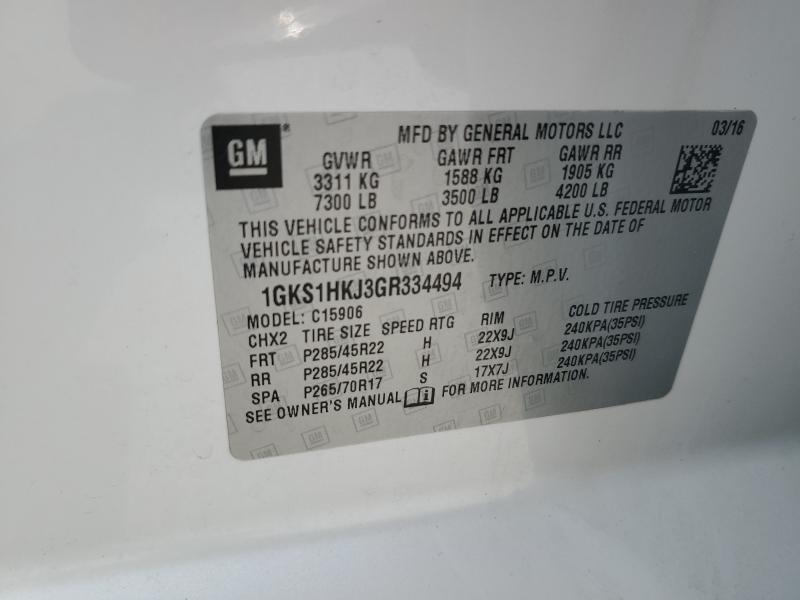 GM
MFD BY GENERAL MOTORS LLC 03/16
GVWR GAWR FRT GAWR RR
3311 KG 1588 KG 1905 KG
7300 LB 3500 LB 4200 LB
THIS VEHICLE CONFORMS TO ALL APPLICABLE U.S. FEDERAL MOTOR
VEHICLE SAFETY STANDARDS IN EFFECT ON THE DATE OF
MANUFACTURE SHOWN ABOVE.
1GKS1HKJ3GR334494 TYPE: M.P.V.
MODEL: C15906
CHX2 TIRE SIZE SPEED RTG RIM COLD TIRE PRESSURE
FRT P285/45R22 H 22X9J 240KPA(35PSI)
RR P285/45R22 H 22X9J 240KPA(35PSI)
SPA P265/70R17 S 17X7J 240KPA(35PSI)
SEE OWNER'S MANUAL FOR MORE INFORMATION.